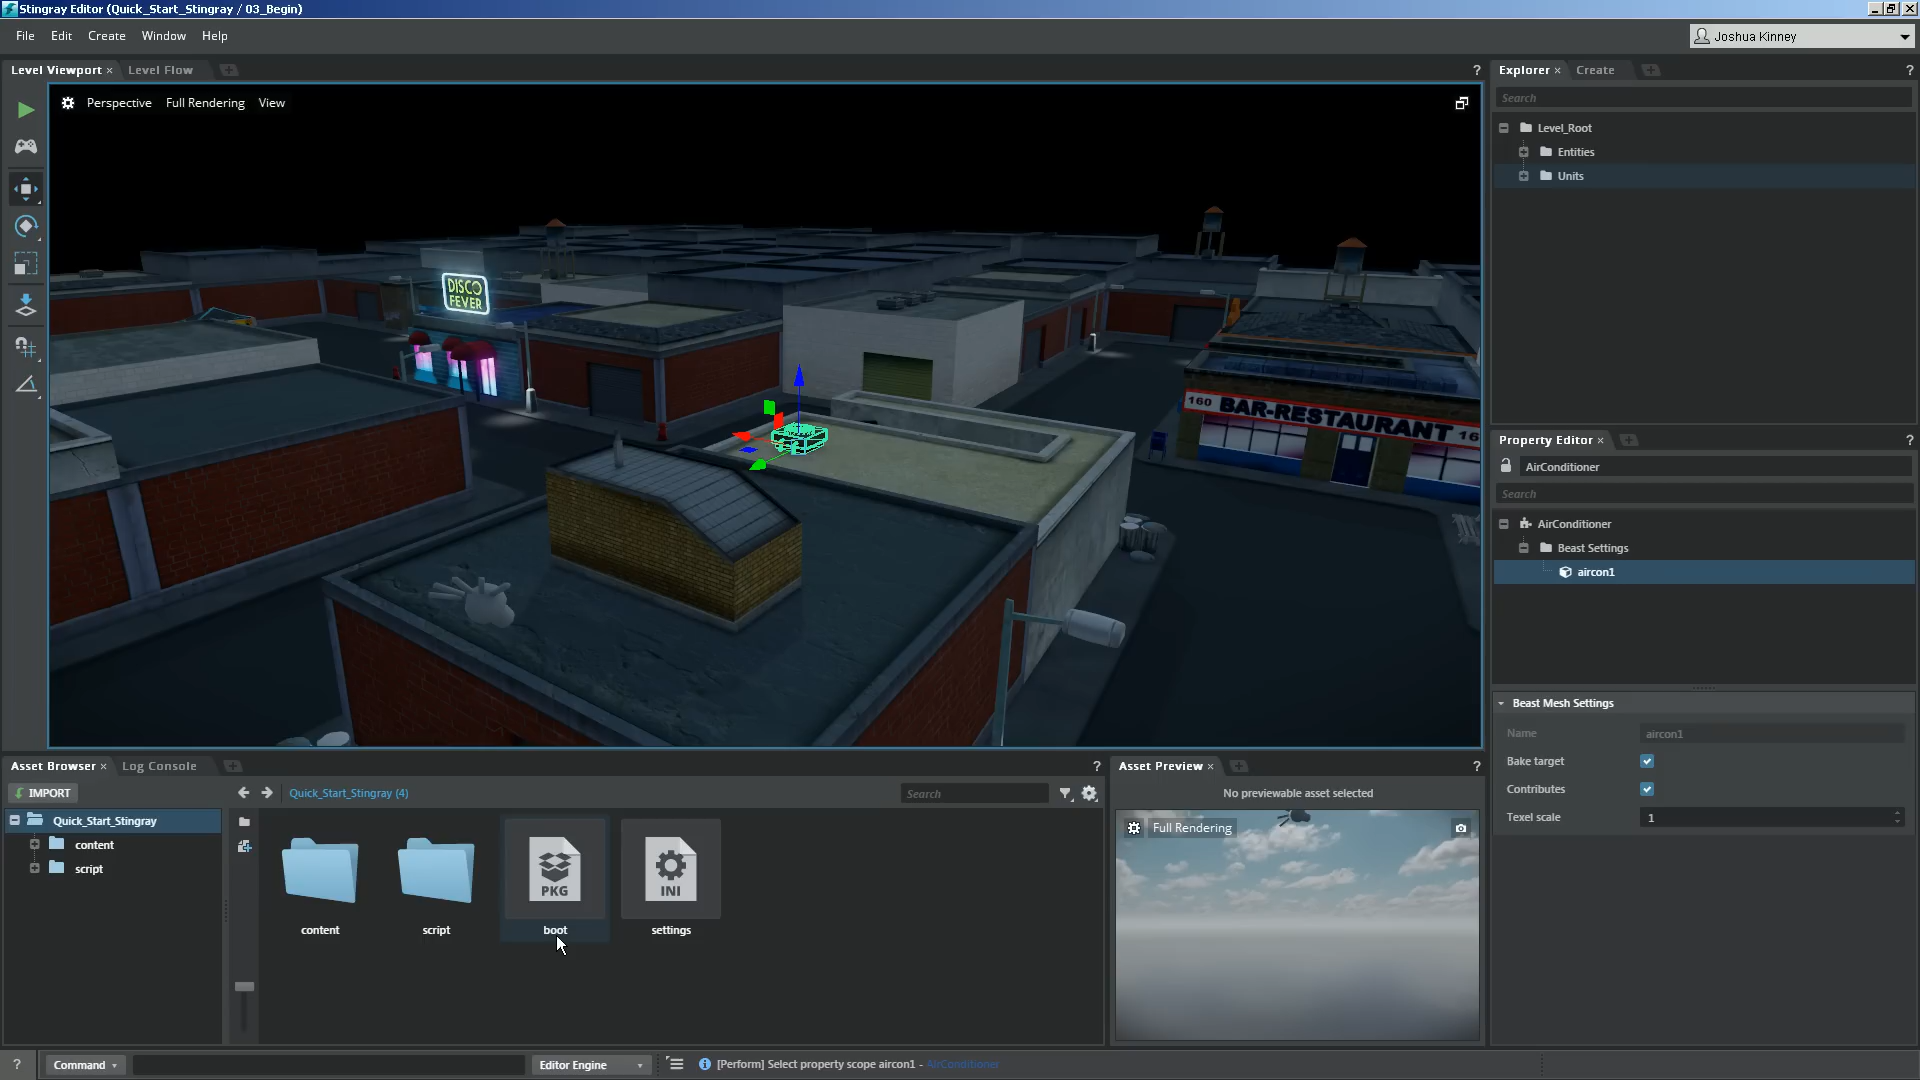 Stingray Editor (Quick_Start_Stingray / 03_Begin)
File Edit Create Window Help
Joshua Kinney
Level Viewport × Level Flow
?
Explorer × Create
?
Perspective Full Rendering View
Search
Level_Root
Entities
Units
DISCO
FEVER
160 BAR-RESTAURANT 16
Property Editor ×
?
AirConditioner
Search
AirConditioner
Beast Settings
aircon1
Beast Mesh Settings
Name aircon1
Bake target
Contributes
Texel scale 1
Asset Browser × Log Console
?
Asset Preview ×
?
IMPORT
Quick_Start_Stingray (4)
Search
No previewable asset selected
Quick_Start_Stingray
content
script
Full Rendering
PKG
INI
content
script
boot
settings
?
Command
Editor Engine
[Perform] Select property scope aircon1 - AirConditioner